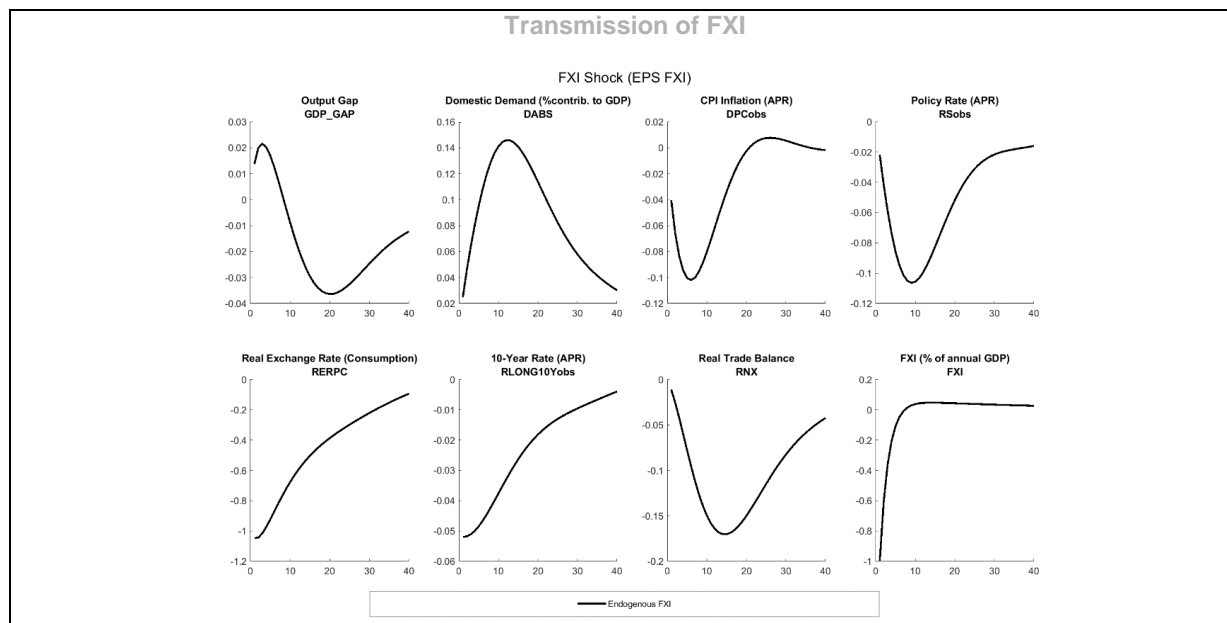 Transmission of FXI
FXI Shock (EPS FXI)
Output Gap
GDP_GAP
0.03
0.02
0.01
0
-0.01
-0.02
-0.03
-0.04
0 10 20 30 40
Domestic Demand (%contrib. to GDP)
DABS
0.16
0.14
0.12
0.1
0.08
0.06
0.04
0.02
0 10 20 30 40
CPI Inflation (APR)
DPCobs
0.02
0
-0.02
-0.04
-0.06
-0.08
-0.1
-0.12
0 10 20 30 40
Policy Rate (APR)
RSobs
0
-0.02
-0.04
-0.06
-0.08
-0.1
-0.12
0 10 20 30 40
Real Exchange Rate (Consumption)
RERPC
0
-0.2
-0.4
-0.6
-0.8
-1
-1.2
0 10 20 30 40
10-Year Rate (APR)
RLONG10Yobs
0
-0.01
-0.02
-0.03
-0.04
-0.05
-0.06
0 10 20 30 40
Real Trade Balance
RNX
0
-0.05
-0.1
-0.15
-0.2
0 10 20 30 40
FXI (% of annual GDP)
FXI
0.2
0
-0.2
-0.4
-0.6
-0.8
-1
0 10 20 30 40
Endogenous FXI